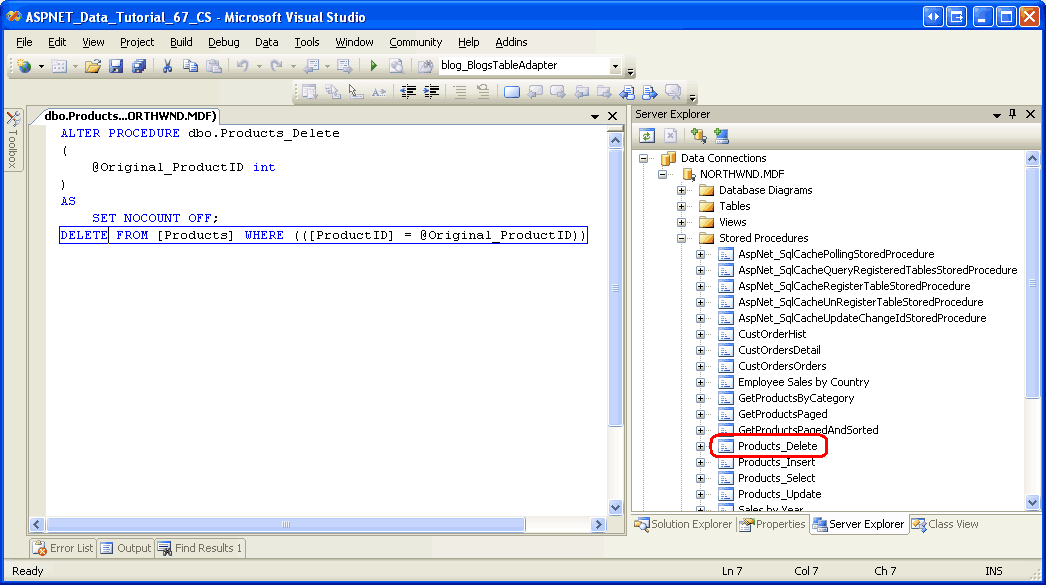 ASPNET_Data_Tutorial_67_CS - Microsoft Visual Studio
File Edit View Project Build Debug Data Tools Window Community Help Addins
blog_BlogsTableAdapter
Toolbox
dbo.Products...ORTHWND.MDF)
ALTER PROCEDURE dbo.Products_Delete
(
@Original_ProductID int
)
AS
SET NOCOUNT OFF;
DELETE FROM [Products] WHERE (([ProductID] = @Original_ProductID))
Server Explorer
Data Connections
NORTHWND.MDF
Database Diagrams
Tables
Views
Stored Procedures
AspNet_SqlCachePollingStoredProcedure
AspNet_SqlCacheQueryRegisteredTablesStoredProcedure
AspNet_SqlCacheRegisterTableStoredProcedure
AspNet_SqlCacheUnRegisterTableStoredProcedure
AspNet_SqlCacheUpdateChangeIdStoredProcedure
CustOrderHist
CustOrdersDetail
CustOrdersOrders
Employee Sales by Country
GetProductsByCategory
GetProductsPaged
GetProductsPagedAndSorted
Products_Delete
Products_Insert
Products_Select
Products_Update
Sales by Year
Solution Explorer Properties Server Explorer Class View
Error List Output Find Results 1
Ready Ln 7 Col 7 Ch 7 INS